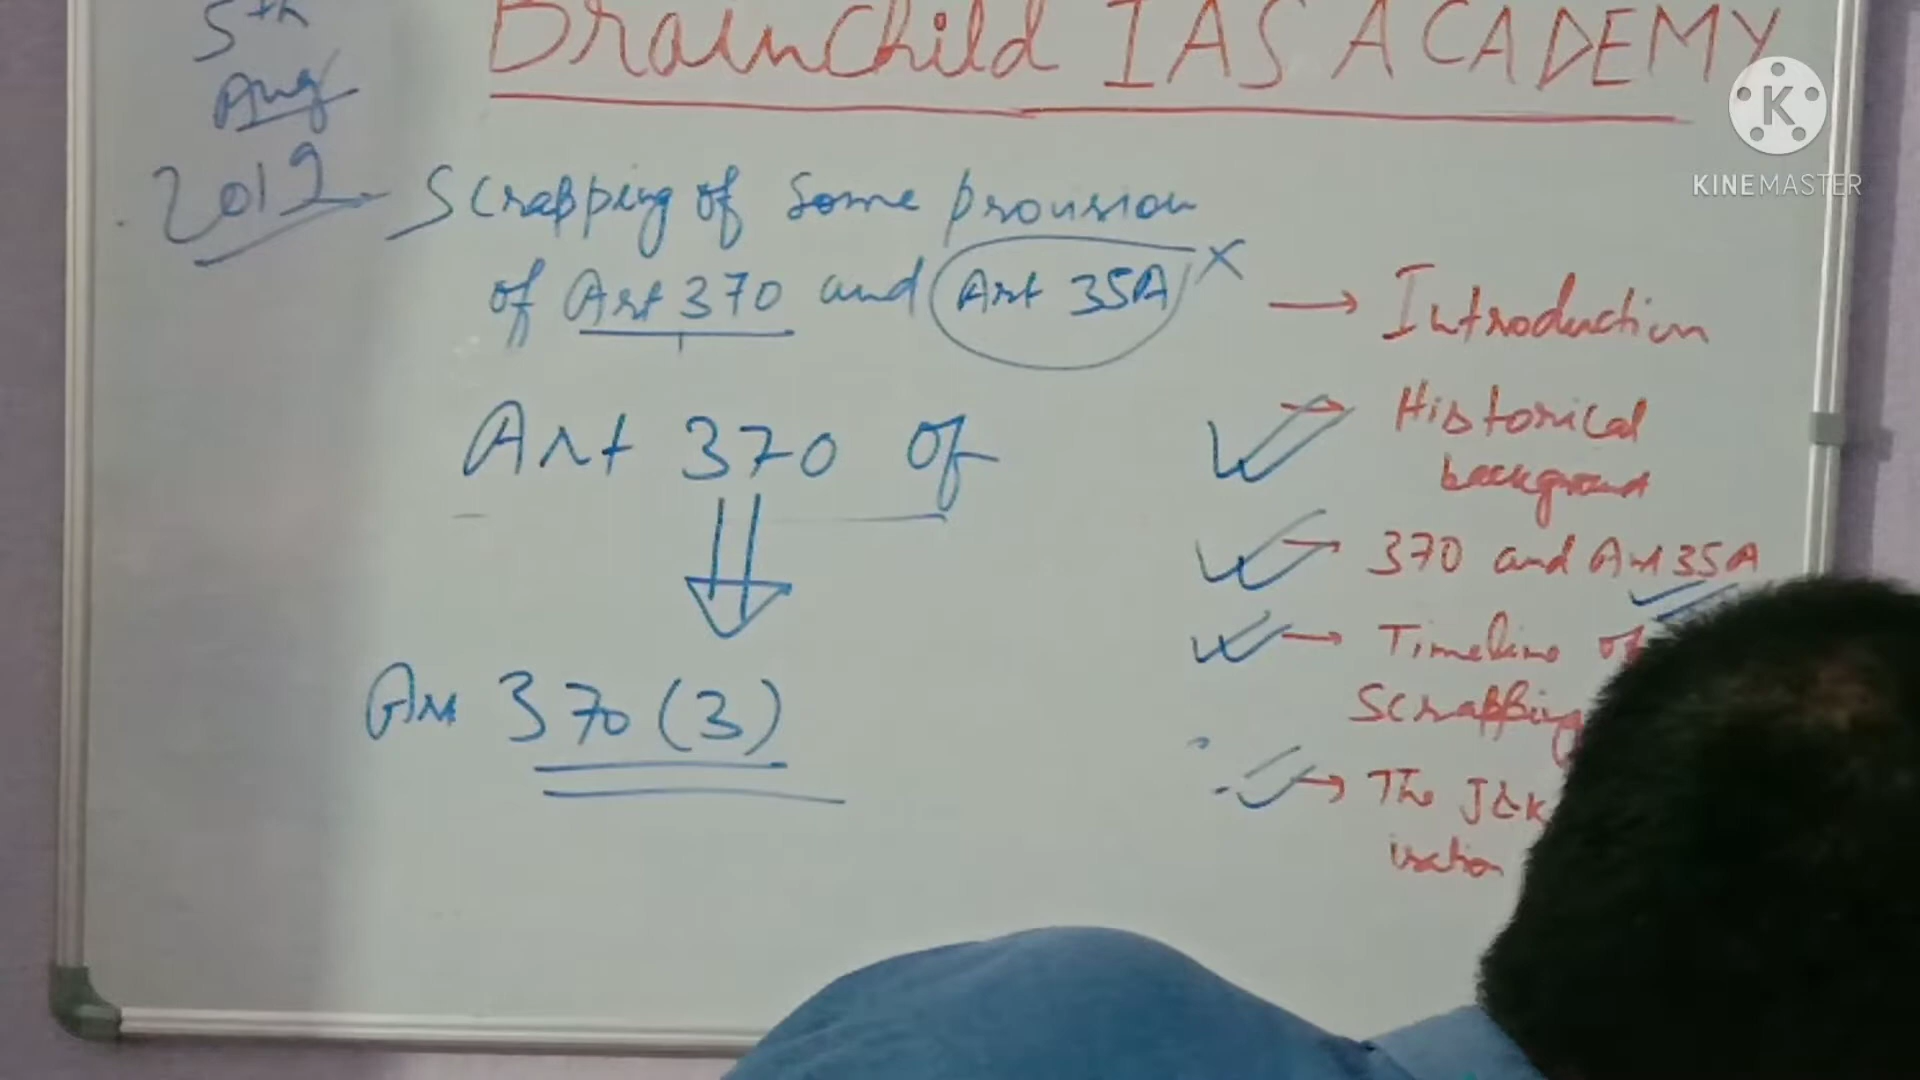 5th
Aug
2019
BrainChild IAS ACADEMY
KINEMASTER
Scrapping of Some provision
of Art 370 and Art 35A
Art 370 of
Art 370(3)
→ Introduction
→ Historical
background
→ 370 and Art 35A
→ Timeline of
Scrapping
→ The J&K
isation